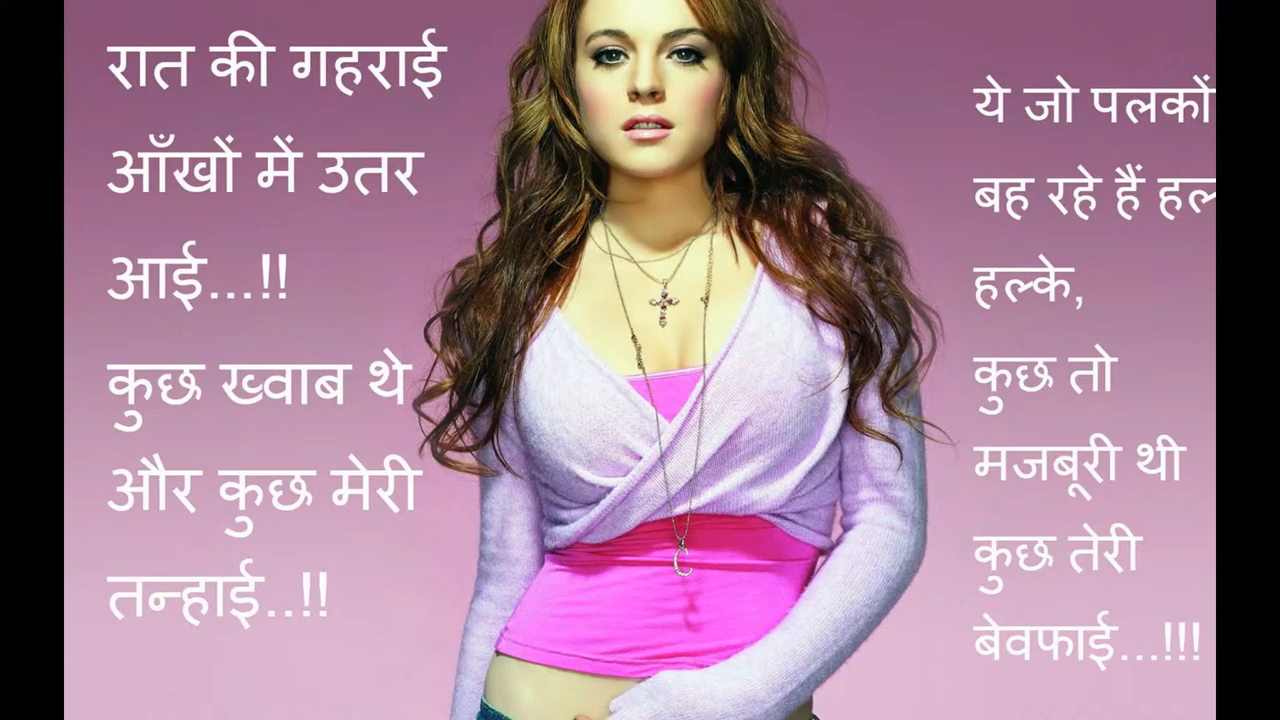 रात की गहराई
आँखों में उतर
आई...!!
कुछ ख्वाब थे
और कुछ मेरी
तन्हाई..!!
ये जो पलकों
बह रहे हैं
हल्के,
कुछ तो
मजबूरी थी
कुछ तेरी
बेवफाई...!!!